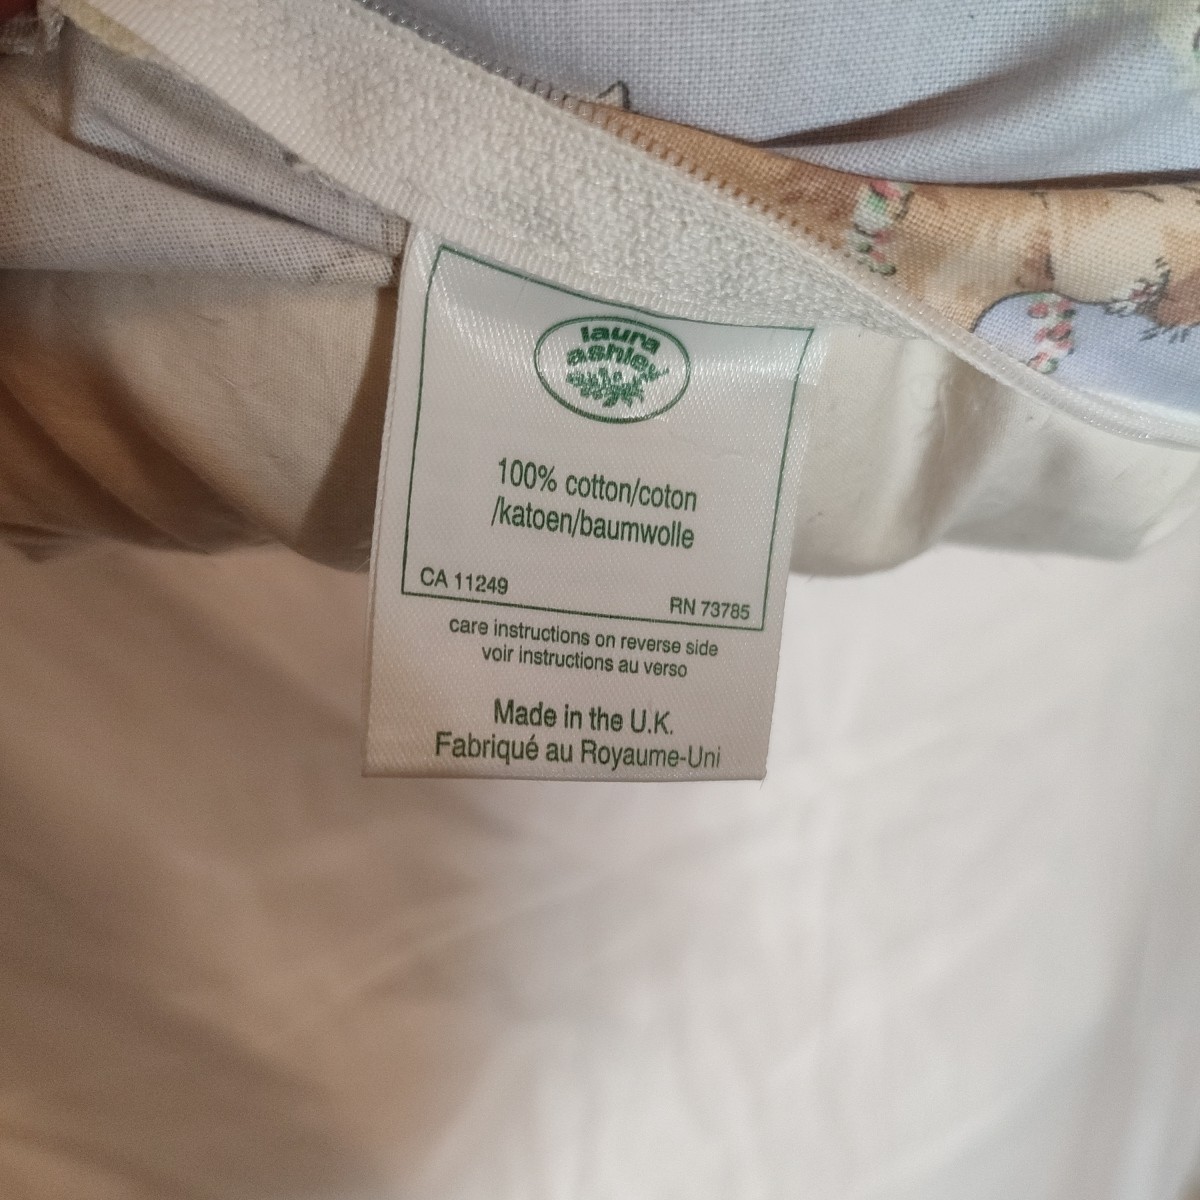 laura
ashley
100% cotton/coton
/katoen/baumwolle
CA 11249
RN 73785
care instructions on reverse side
voir instructions au verso
Made in the U.K.
Fabriqué au Royaume-Uni